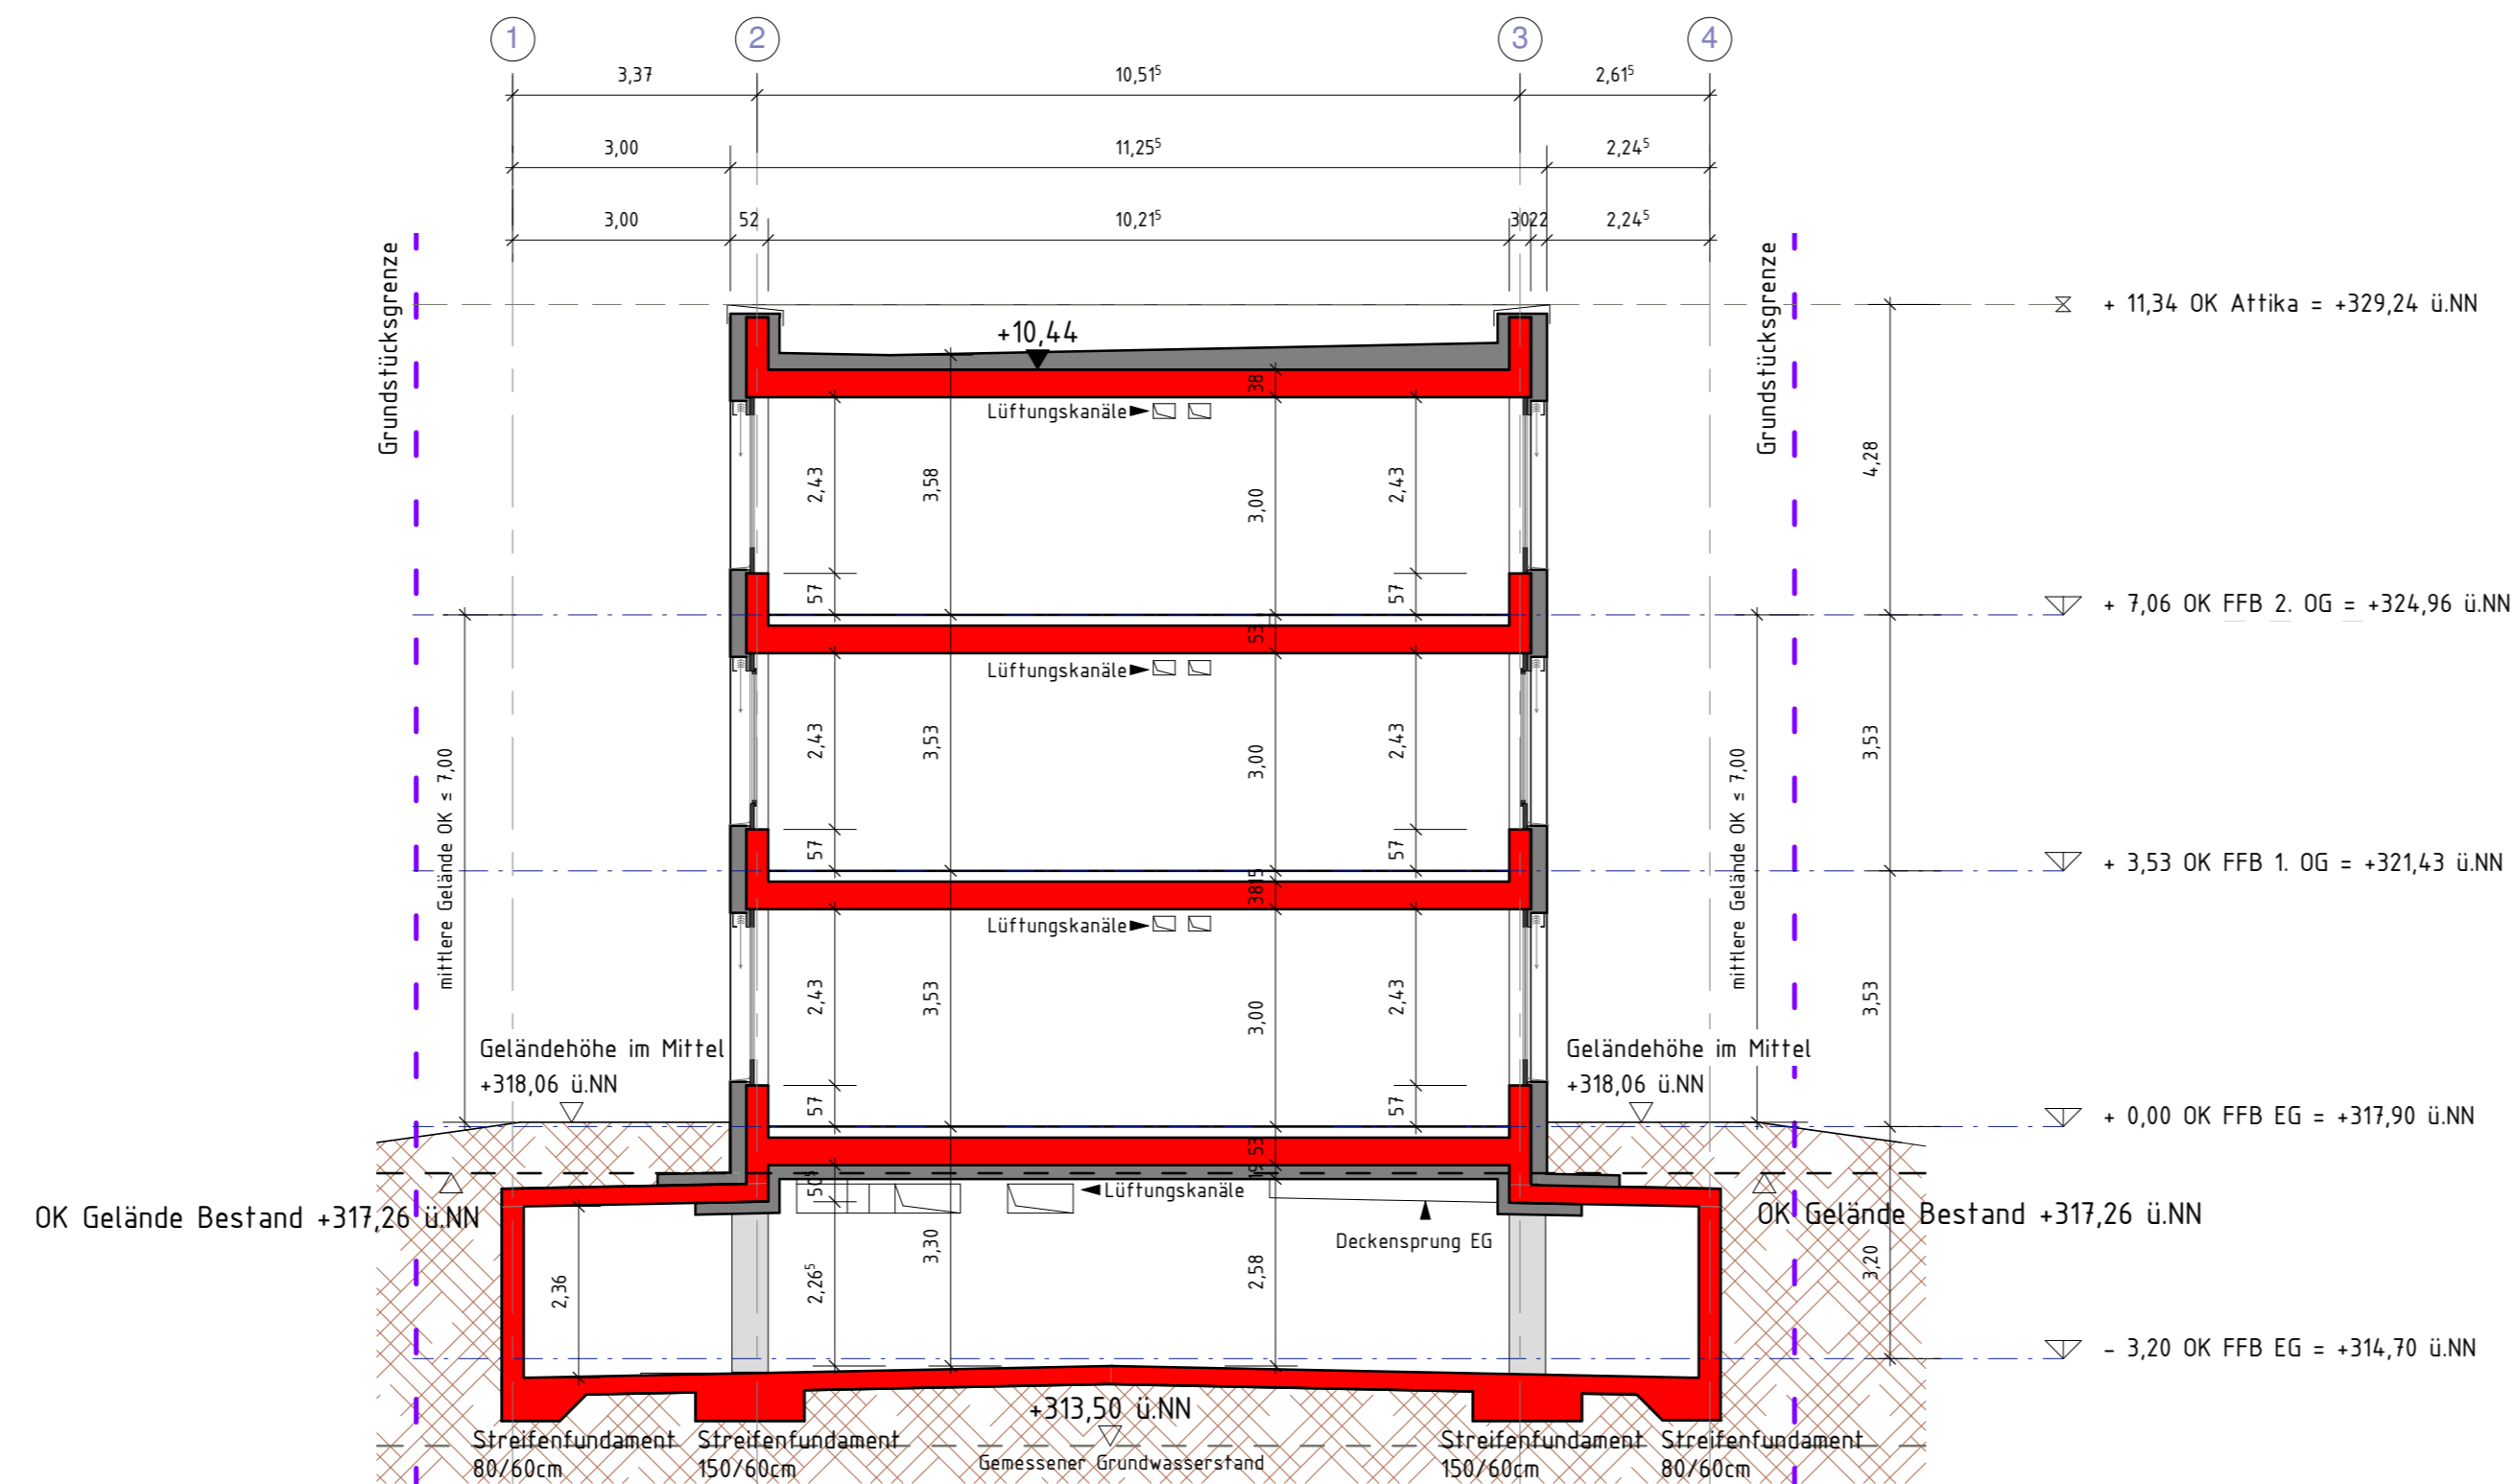 1 2 3 4
3,37 10,51⁵ 2,61⁵
3,00 11,25⁵ 2,24⁵
3,00 52 10,21⁵ 30 22 2,24⁵
Grundstücksgrenze
Grundstücksgrenze
+ 11,34 OK Attika = +329,24 ü.NN
+10,44
38
Lüftungskanäle
2,43
3,58
3,00
2,43
4,28
57
57
+ 7,06 OK FFB 2. OG = +324,96 ü.NN
53
Lüftungskanäle
2,43
3,53
3,00
2,43
3,53
mittlere Gelände OK ≤ 7,00
mittlere Gelände OK ≤ 7,00
57
57
+ 3,53 OK FFB 1. OG = +321,43 ü.NN
38 15
Lüftungskanäle
2,43
3,53
3,00
2,43
3,53
Geländehöhe im Mittel
+318,06 ü.NN
Geländehöhe im Mittel
+318,06 ü.NN
57
57
+ 0,00 OK FFB EG = +317,90 ü.NN
53
Lüftungskanäle
OK Gelände Bestand +317,26 ü.NN
OK Gelände Bestand +317,26 ü.NN
Deckensprung EG
2,36
2,26⁵
3,30
2,58
3,20
- 3,20 OK FFB EG = +314,70 ü.NN
+313,50 ü.NN
Gemessener Grundwasserstand
Streifenfundament
80/60cm
Streifenfundament
150/60cm
Streifenfundament
150/60cm
Streifenfundament
80/60cm